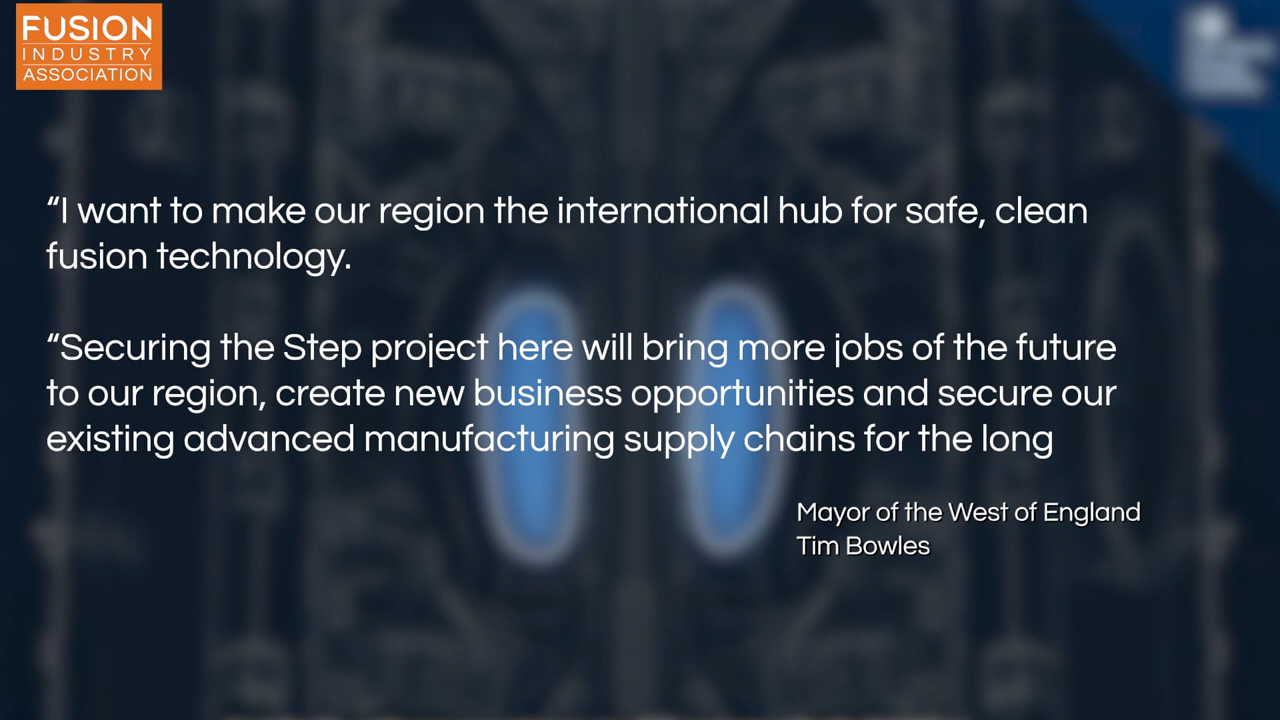 FUSION
INDUSTRY
ASSOCIATION
“I want to make our region the international hub for safe, clean
fusion technology.
“Securing the Step project here will bring more jobs of the future
to our region, create new business opportunities and secure our
existing advanced manufacturing supply chains for the long
Mayor of the West of England
Tim Bowles